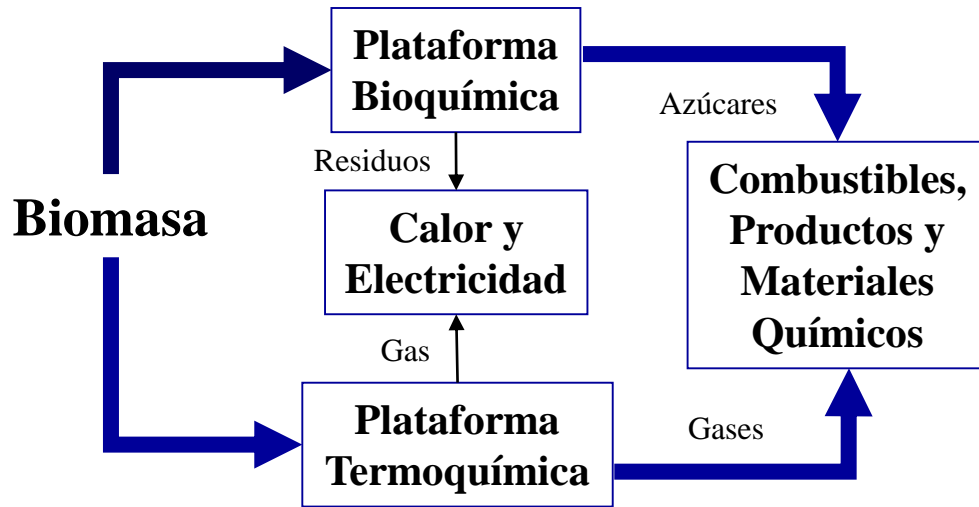 Plataforma
Bioquímica
Azúcares
Residuos
Biomasa
Calor y
Electricidad
Combustibles,
Productos y
Materiales
Químicos
Gas
Plataforma
Termoquímica
Gases